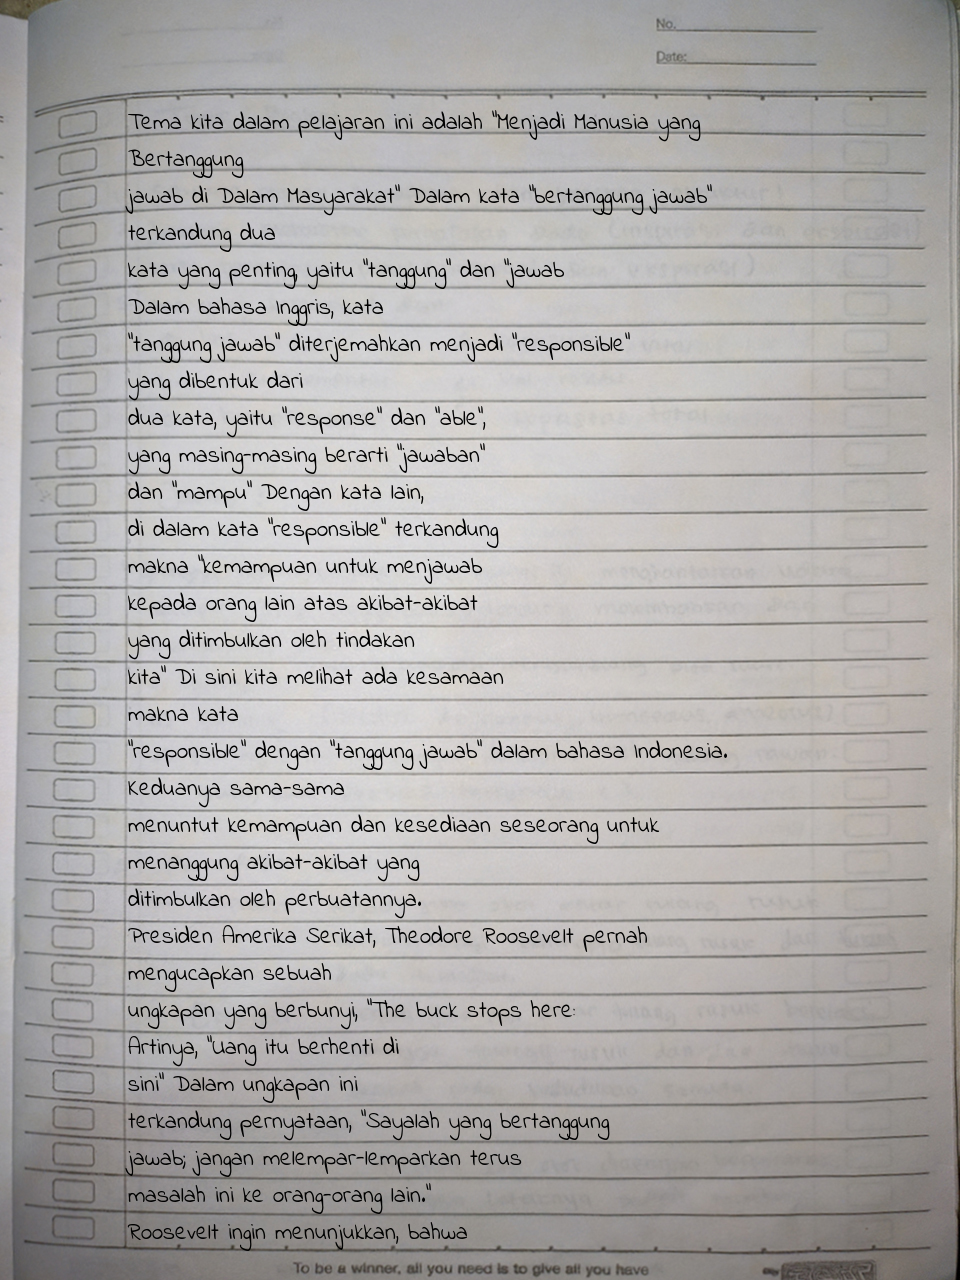 No.
Date:
Tema kita dalam pelajaran ini adalah "Menjadi Manusia yang
Bertanggung
jawab di Dalam Masyarakat" Dalam kata "bertanggung jawab"
terkandung dua
kata yang penting, yaitu "tanggung" dan "jawab
Dalam bahasa Inggris, kata
"tanggung jawab" diterjemahkan menjadi "responsible"
yang dibentuk dari
dua kata, yaitu "response" dan "able",
yang masing-masing berarti "jawaban"
dan "mampu" Dengan kata lain,
di dalam kata "responsible" terkandung
makna "kemampuan untuk menjawab
kepada orang lain atas akibat-akibat
yang ditimbulkan oleh tindakan
kita" Di sini kita melihat ada kesamaan
makna kata
"responsible" dengan "tanggung jawab" dalam bahasa Indonesia.
Keduanya sama-sama
menuntut kemampuan dan kesediaan seseorang untuk
menanggung akibat-akibat yang
ditimbulkan oleh perbuatannya.
Presiden Amerika Serikat, Theodore Roosevelt pernah
mengucapkan sebuah
ungkapan yang berbunyi, "The buck stops here:
Artinya, "Uang itu berhenti di
sini" Dalam ungkapan ini
terkandung pernyataan, "Sayalah yang bertanggung
jawab; jangan melempar-lemparkan terus
masalah ini ke orang-orang lain."
Roosevelt ingin menunjukkan, bahwa
To be a winner, all you need is to give all you have